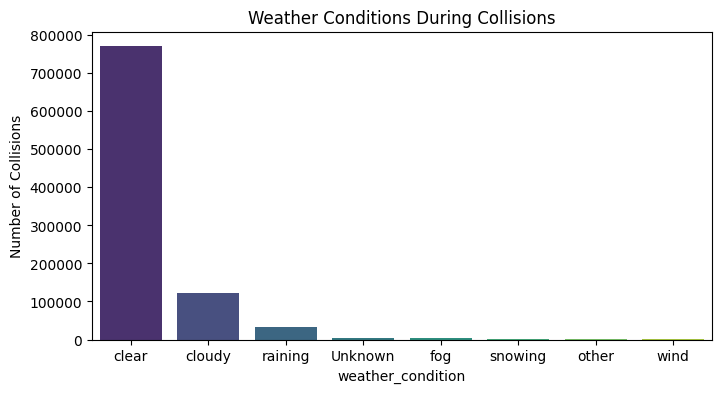 Weather Conditions During Collisions
800000
700000
600000
500000
400000
300000
200000
100000
0
Number of Collisions
clear cloudy raining Unknown fog snowing other wind
weather_condition